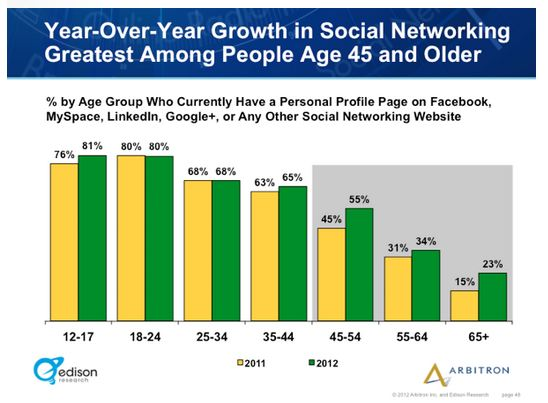 Year-Over-Year Growth in Social Networking
Greatest Among People Age 45 and Older
% by Age Group Who Currently Have a Personal Profile Page on Facebook,
MySpace, LinkedIn, Google+, or Any Other Social Networking Website
76% 81% 80% 80% 68% 68% 63% 65% 45% 55% 31% 34% 15% 23%
12-17 18-24 25-34 35-44 45-54 55-64 65+
2011 2012
edison
research
ARBITRON
© 2012 Arbitron Inc. and Edison Research page 48